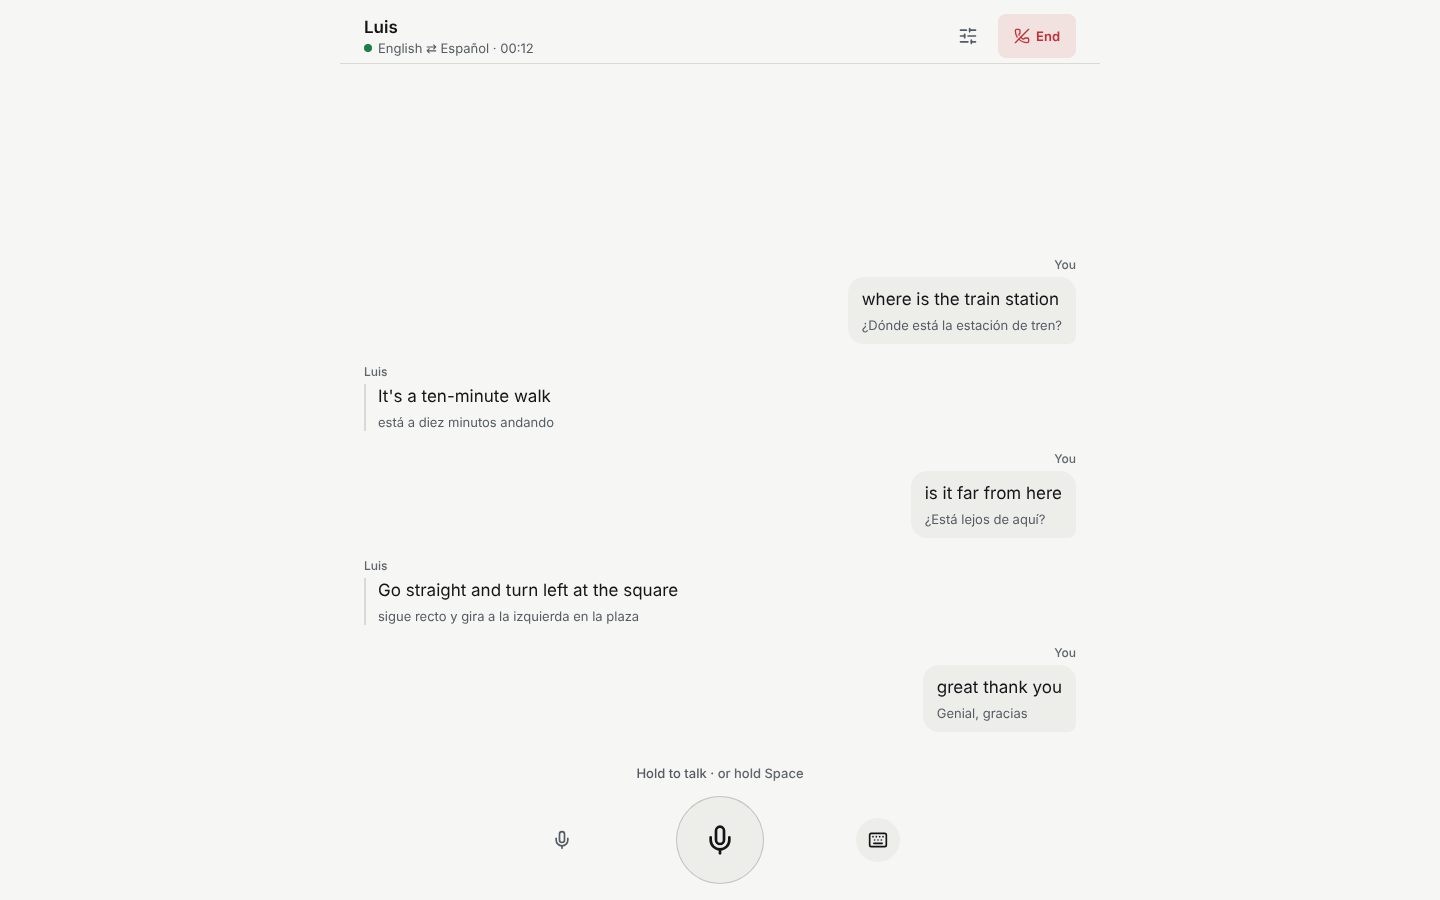 Luis
English ⇄ Español · 00:12
End
You
where is the train station
¿Dónde está la estación de tren?
Luis
It's a ten-minute walk
está a diez minutos andando
You
is it far from here
¿Está lejos de aquí?
Luis
Go straight and turn left at the square
sigue recto y gira a la izquierda en la plaza
You
great thank you
Genial, gracias
Hold to talk · or hold Space